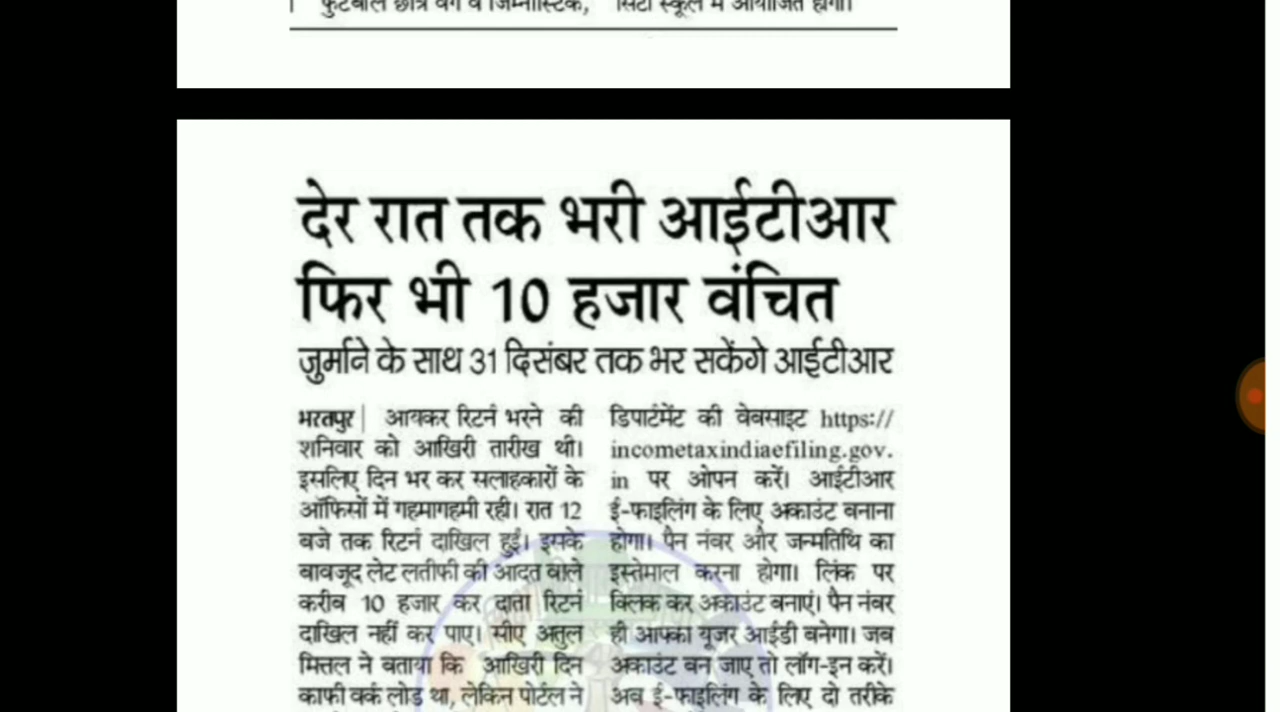 फुटबॉल छात्र वर्ग व जिम्नास्टिक,
सिटी स्कूल में आयोजित होगी।
देर रात तक भरी आईटीआर
फिर भी 10 हजार वंचित
जुर्माने के साथ 31 दिसंबर तक भर सकेंगे आईटीआर
भरतपुर | आयकर रिटर्न भरने की
शनिवार को आखिरी तारीख थी।
इसलिए दिन भर कर सलाहकारों के
ऑफिसों में गहमागहमी रही। रात 12
बजे तक रिटर्न दाखिल हुईं। इसके
बावजूद लेट लतीफी की आदत वाले
करीब 10 हजार कर दाता रिटर्न
दाखिल नहीं कर पाए। सीए अतुल
मित्तल ने बताया कि आखिरी दिन
काफी वर्क लोड था, लेकिन पोर्टल ने
डिपार्टमेंट की वेबसाइट https://
incometaxindiaefiling.gov.
in पर ओपन करें। आईटीआर
ई-फाइलिंग के लिए अकाउंट बनाना
होगा। पैन नंबर और जन्मतिथि का
इस्तेमाल करना होगा। लिंक पर
क्लिक कर अकाउंट बनाएं। पैन नंबर
ही आपका यूजर आईडी बनेगा। जब
अकाउंट बन जाए तो लॉग-इन करें।
अब ई-फाइलिंग के लिए दो तरीके